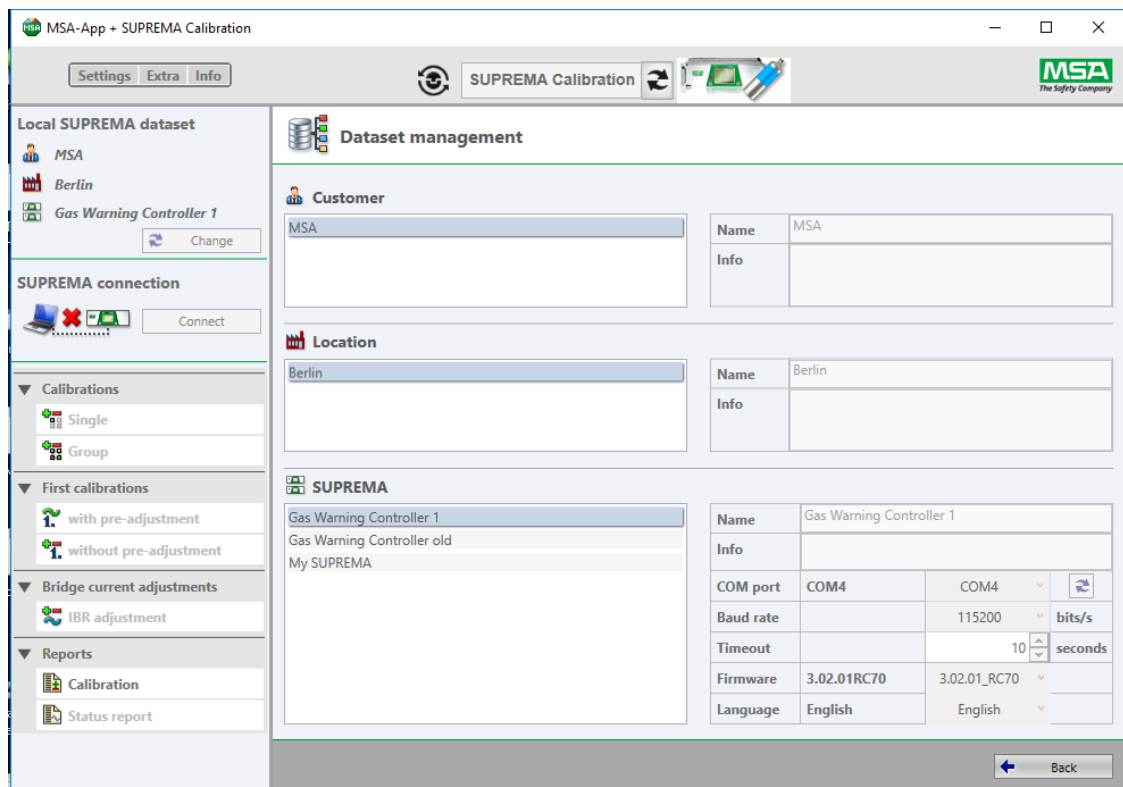 MSA-App + SUPREMA Calibration
Settings Extra Info
SUPREMA Calibration
MSA
The Safety Company
Local SUPREMA dataset
MSA
Berlin
Gas Warning Controller 1
Change
SUPREMA connection
Connect
Calibrations
Single
Group
First calibrations
with pre-adjustment
without pre-adjustment
Bridge current adjustments
IBR adjustment
Reports
Calibration
Status report
Dataset management
Customer
MSA
Name MSA
Info
Location
Berlin
Name Berlin
Info
SUPREMA
Gas Warning Controller 1
Gas Warning Controller old
My SUPREMA
Name Gas Warning Controller 1
Info
COM port COM4 COM4
Baud rate 115200 bits/s
Timeout 10 seconds
Firmware 3.02.01RC70 3.02.01_RC70
Language English English
Back